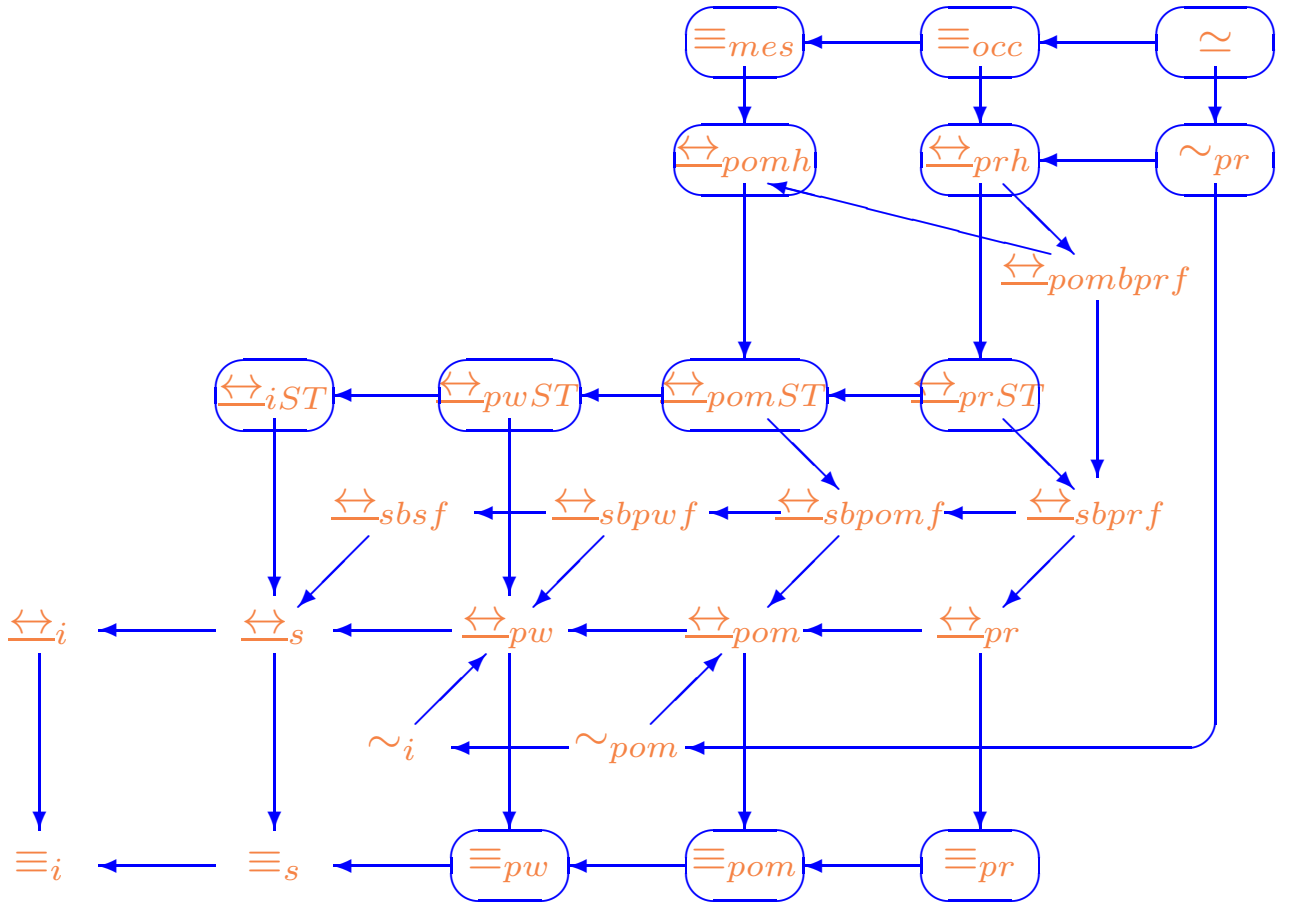 ≡mes ≡occ ≃
↔pomh ↔prh ∼pr
↔pombprf
↔iST ↔pwST ↔pomST ↔prST
↔sbsf ↔sbpwf ↔sbpomf ↔sbprf
↔i ↔s ↔pw ↔pom ↔pr
∼i ∼pom
≡i ≡s ≡pw ≡pom ≡pr